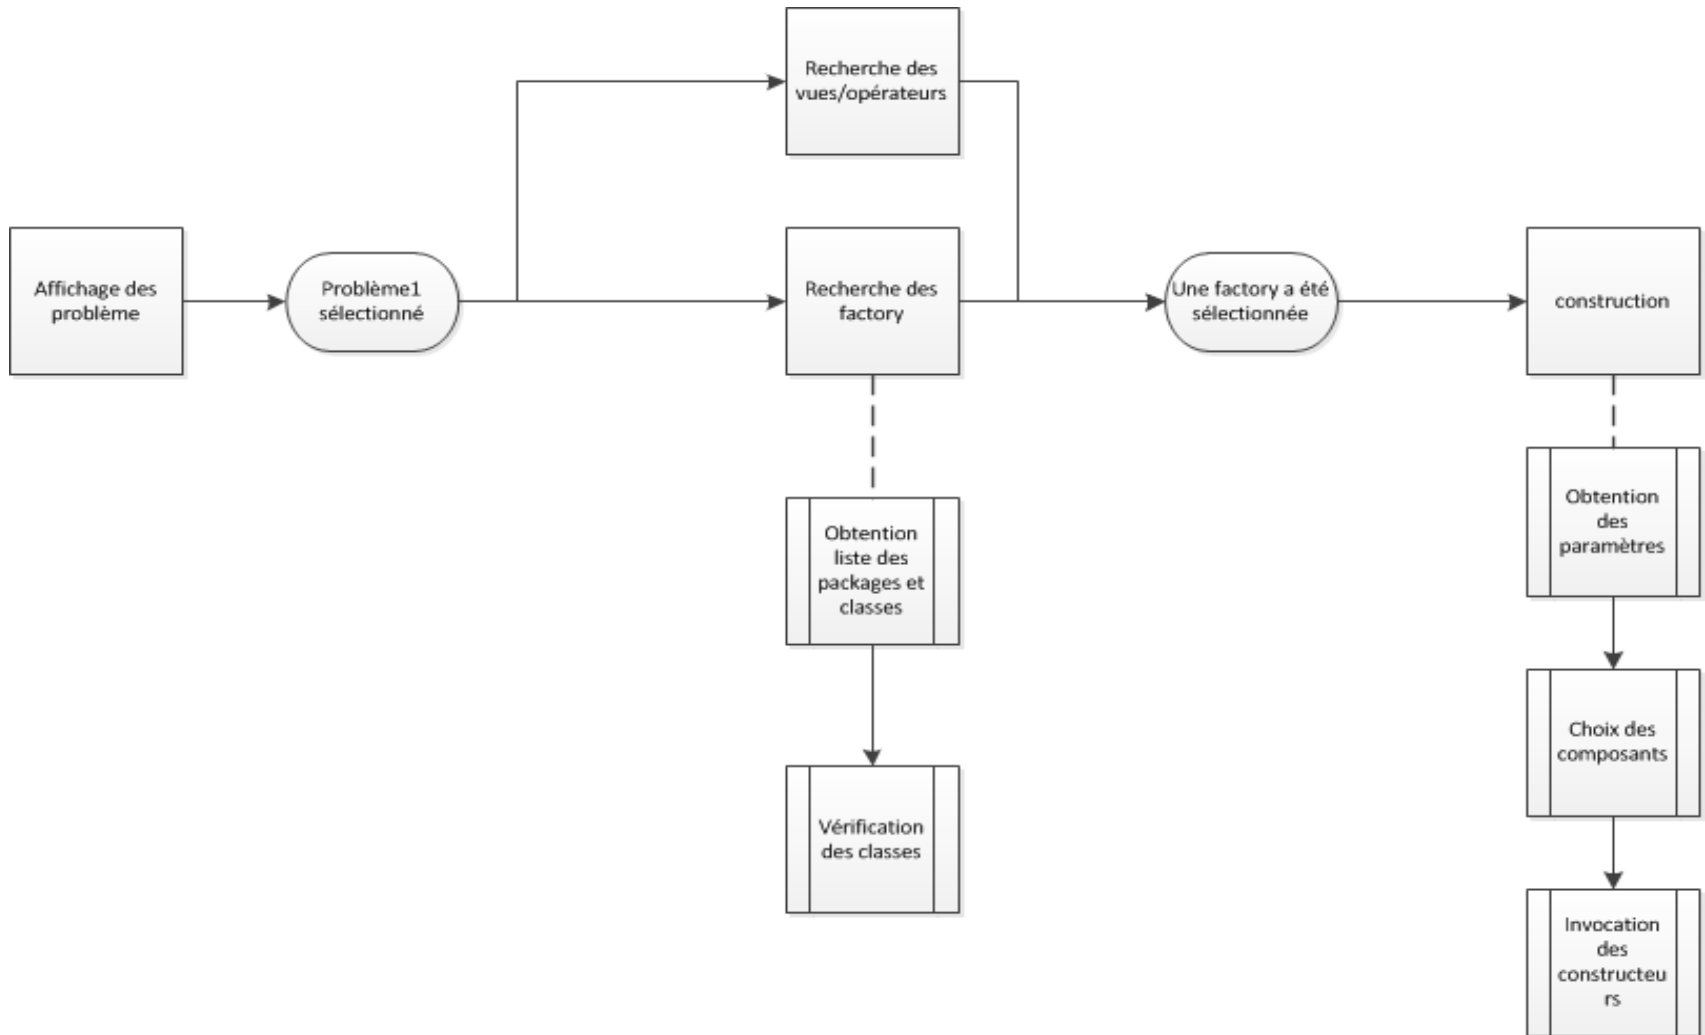 Recherche des
vues/opérateurs
Affichage des
problème
Problème1
sélectionné
Recherche des
factory
Une factory a été
sélectionnée
construction
Obtention
liste des
packages et
classes
Vérification
des classes
Obtention
des
paramètres
Choix des
composants
Invocation
des
constructeu
rs